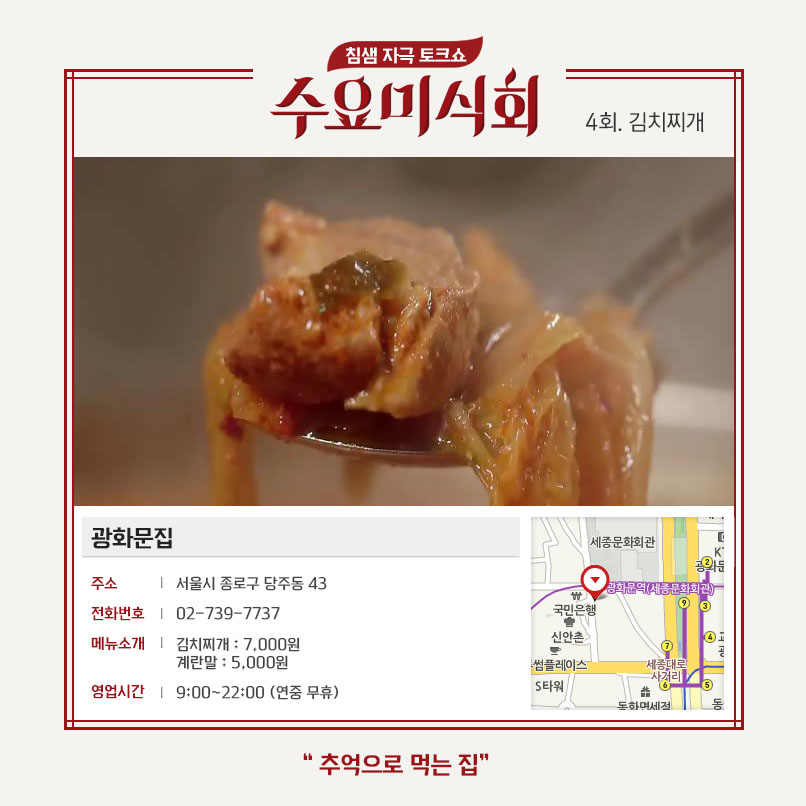 침샘 자극 토크쇼
수요미식회
4회. 김치찌개
광화문집
주소 | 서울시 종로구 당주동 43
전화번호 | 02-739-7737
메뉴소개 | 김치찌개 : 7,000원
계란말 : 5,000원
영업시간 | 9:00~22:00 (연중 무휴)
세종문화회관
2
광화문역(세종문화회관)
국민은행
9
3
신안촌
4
7
썸플레이스
세종대로
사거리
S타워
6
5
동화면세점
동
“ 추억으로 먹는 집”